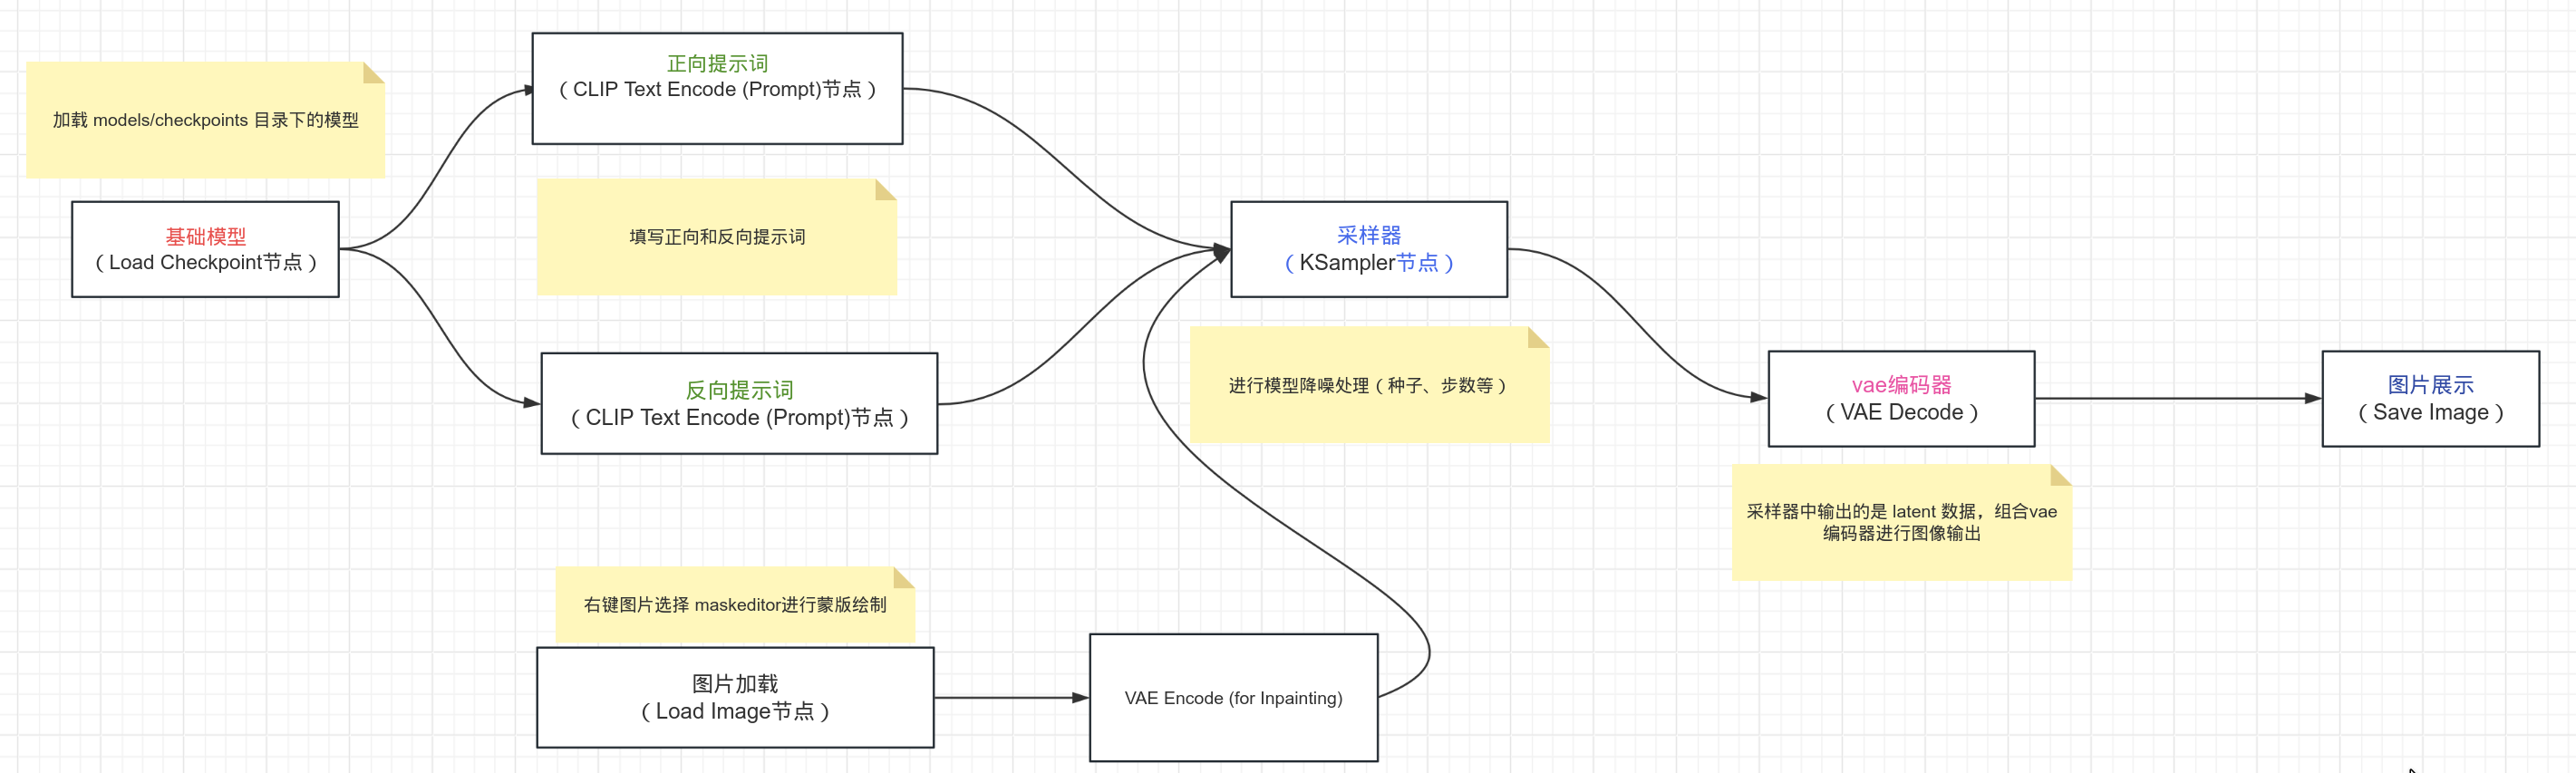 正向提示词
（CLIP Text Encode (Prompt)节点）
加载 models/checkpoints 目录下的模型
基础模型
（Load Checkpoint节点）
填写正向和反向提示词
采样器
（KSampler节点）
反向提示词
（CLIP Text Encode (Prompt)节点）
进行模型降噪处理（种子、步数等）
vae编码器
（VAE Decode）
图片展示
（Save Image）
采样器中输出的是 latent 数据，组合vae
编码器进行图像输出
右键图片选择 maskeditor进行蒙版绘制
图片加载
（Load Image节点）
VAE Encode (for Inpainting)